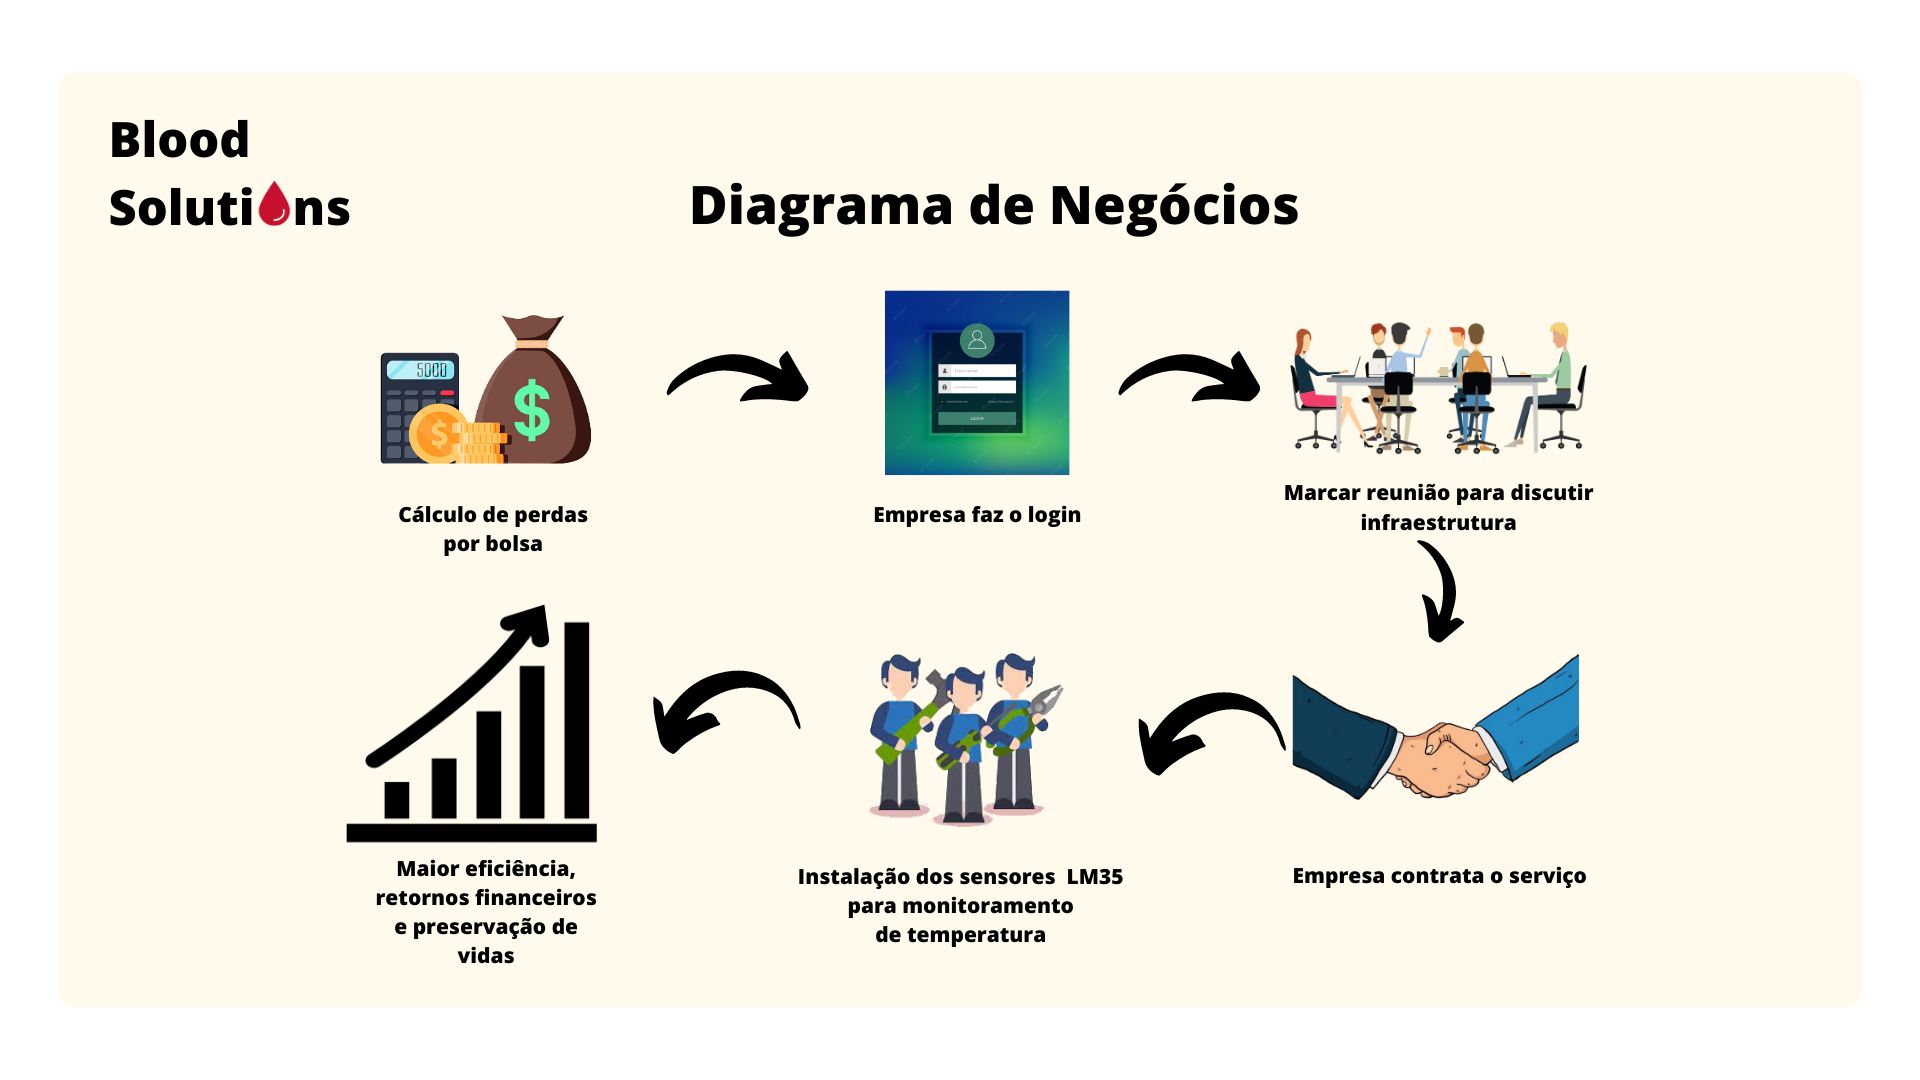 Blood
Soluti ns
Diagrama de Negócios
5000
$
$
LOGIN
Cálculo de perdas
por bolsa
Empresa faz o login
Marcar reunião para discutir
infraestrutura
Maior eficiência,
retornos financeiros
e preservação de
vidas
Instalação dos sensores LM35
para monitoramento
de temperatura
Empresa contrata o serviço